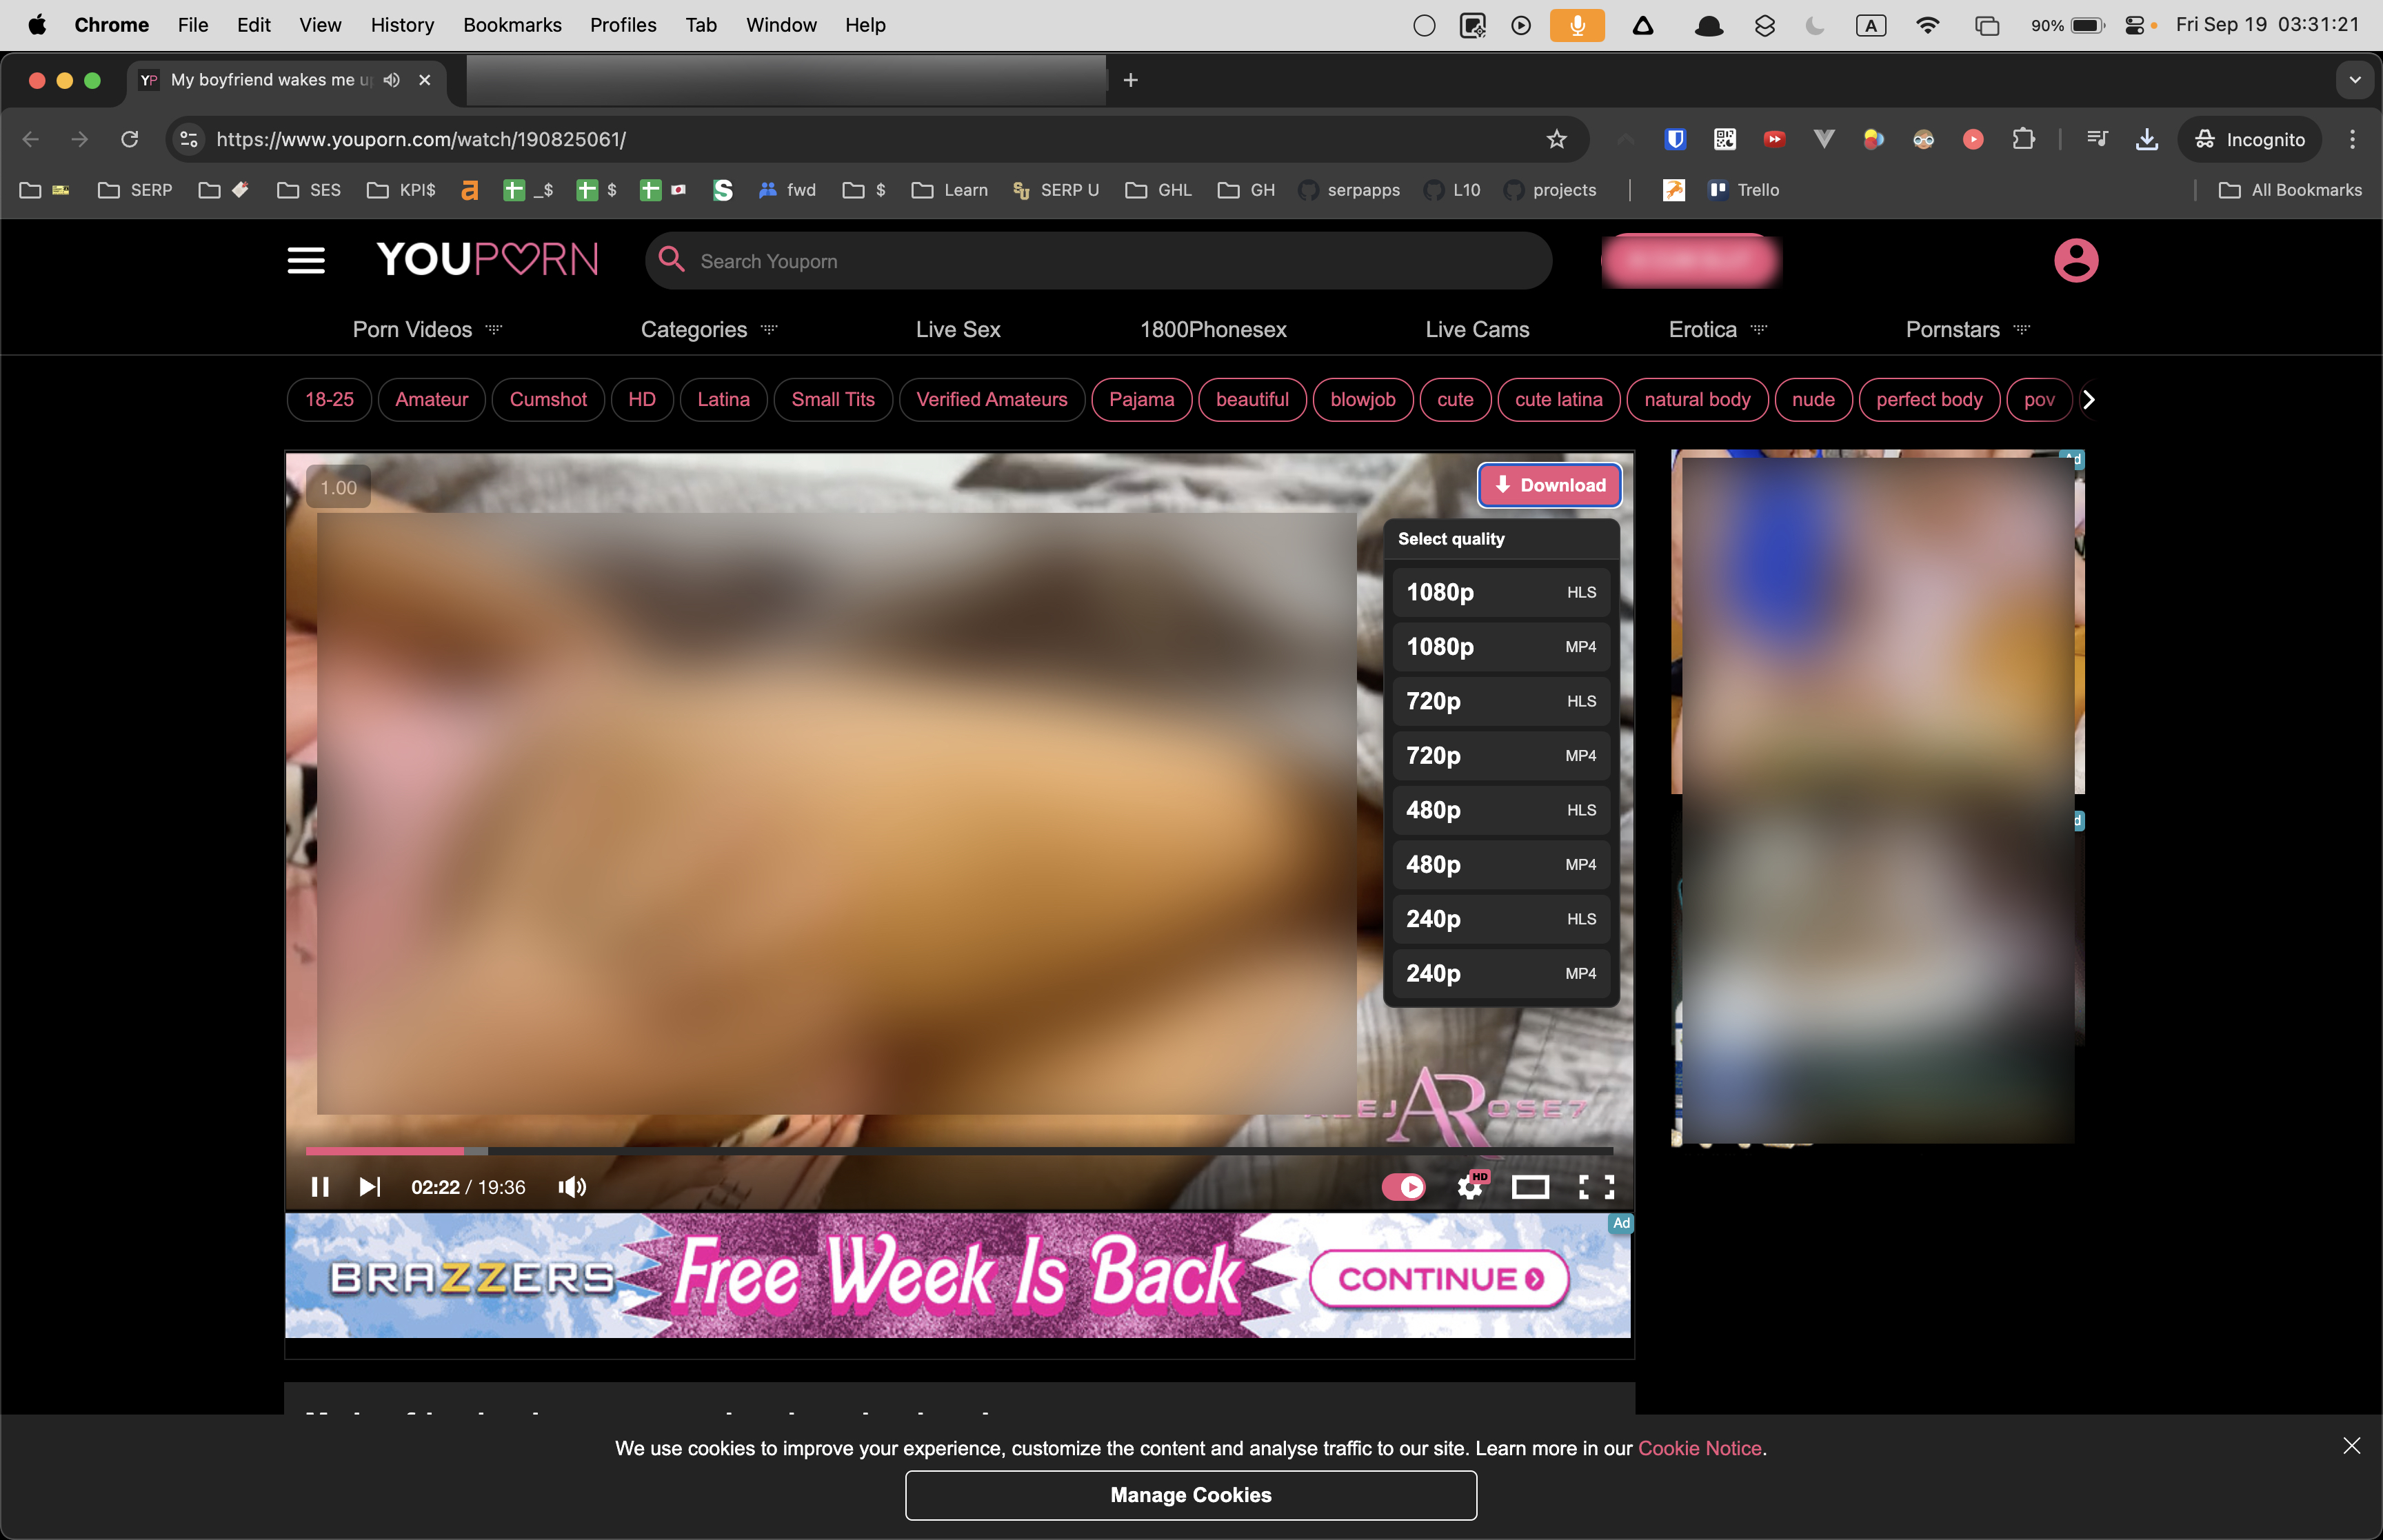 Chrome File Edit View History Bookmarks Profiles Tab Window Help
A 90% Fri Sep 19 03:31:21
YP My boyfriend wakes me
https://www.youporn.com/watch/190825061/
Incognito
SERP SES KPI$ a _$ $ S fwd $ Learn SU SERP U GHL GH serpapps L10 projects Trello All Bookmarks
YOUPORN
Search Youporn
Porn Videos Categories Live Sex 1800Phonesex Live Cams Erotica Pornstars
18-25 Amateur Cumshot HD Latina Small Tits Verified Amateurs Pajama beautiful blowjob cute cute latina natural body nude perfect body pov
1.00
Download
Select quality
1080p HLS
1080p MP4
720p HLS
720p MP4
480p HLS
480p MP4
240p HLS
240p MP4
AR
02:22 / 19:36
HD
Ad
BRAZZERS Free Week Is Back CONTINUE
We use cookies to improve your experience, customize the content and analyse traffic to our site. Learn more in our Cookie Notice.
Manage Cookies